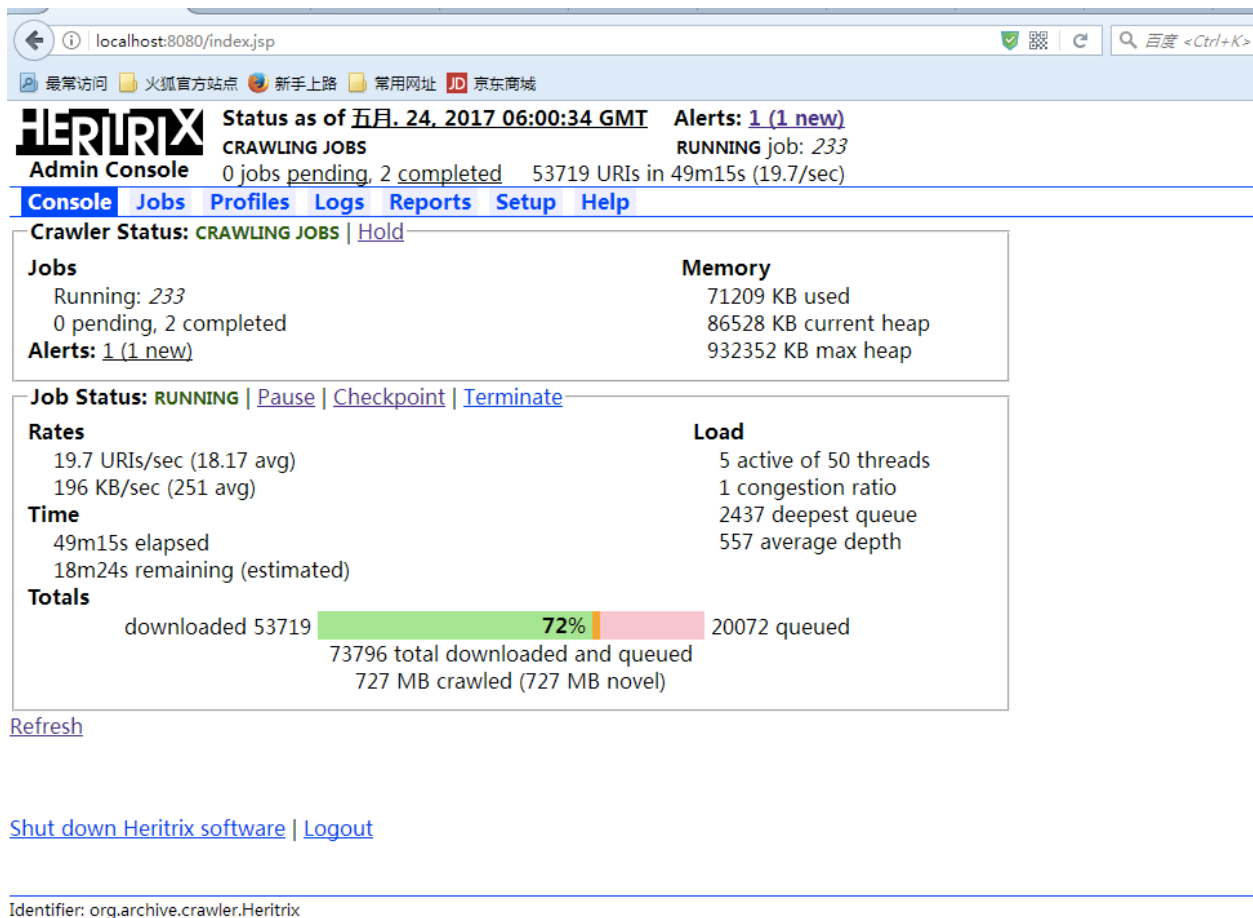 localhost:8080/index.jsp 百度 <Ctrl+K>
最常访问 火狐官方站点 新手上路 常用网址 JD 京东商城
HERITRIX Status as of 五月. 24, 2017 06:00:34 GMT Alerts: 1 (1 new)
CRAWLING JOBS RUNNING job: 233
Admin Console 0 jobs pending, 2 completed 53719 URIs in 49m15s (19.7/sec)
Console Jobs Profiles Logs Reports Setup Help
Crawler Status: CRAWLING JOBS | Hold
Jobs Memory
Running: 233 71209 KB used
0 pending, 2 completed 86528 KB current heap
Alerts: 1 (1 new) 932352 KB max heap
Job Status: RUNNING | Pause | Checkpoint | Terminate
Rates Load
19.7 URIs/sec (18.17 avg) 5 active of 50 threads
196 KB/sec (251 avg) 1 congestion ratio
Time 2437 deepest queue
49m15s elapsed 557 average depth
18m24s remaining (estimated)
Totals
downloaded 53719 72% 20072 queued
73796 total downloaded and queued
727 MB crawled (727 MB novel)
Refresh
Shut down Heritrix software | Logout
Identifier: org.archive.crawler.Heritrix